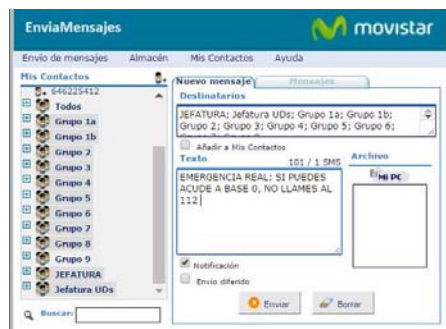 EnviaMensajes
movistar
Envío de mensajes Almacén Mis Contactos Ayuda
Mis Contactos
646225412
Todos
Grupo 1a
Grupo 1b
Grupo 2
Grupo 3
Grupo 4
Grupo 5
Grupo 6
Grupo 7
Grupo 8
Grupo 9
JEFATURA
Jefatura UDs
Buscar:
Nuevo mensaje Mensajes
Destinatarios
JEFATURA; Jefatura UDs; Grupo 1a; Grupo 1b;
Grupo 2; Grupo 3; Grupo 4; Grupo 5; Grupo 6;
Añadir a Mis Contactos
Texto 101 / 1 SMS Archivo
Mi PC
EMERGENCIA REAL: SI PUEDES
ACUDE A BASE 0, NO LLAMES AL
112
Notificación
Envío diferido
Enviar Borrar